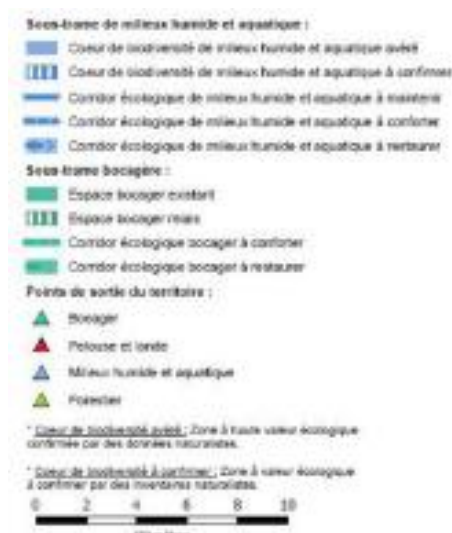 Sous-trame de milieux humide et aquatique :
Coeur de biodiversité de milieux humide et aquatique avéré
Coeur de biodiversité de milieux humide et aquatique à confirmer
Corridor écologique de milieux humide et aquatique à maintenir
Corridor écologique de milieux humide et aquatique à conforter
Corridor écologique de milieux humide et aquatique à restaurer
Sous-trame bocagère :
Espace bocager existant
Espace bocager relais
Corridor écologique bocager à conforter
Corridor écologique bocager à restaurer
Points de sortie du territoire :
Bocager
Pelouse et lande
Milieux humide et aquatique
Forestier
* Coeur de biodiversité avéré : Zone à haute valeur écologique
confirmée par des données naturalistes.
* Coeur de biodiversité à confirmer : Zone à valeur écologique
à confirmer par des inventaires naturalistes.
0 2 4 6 8 10